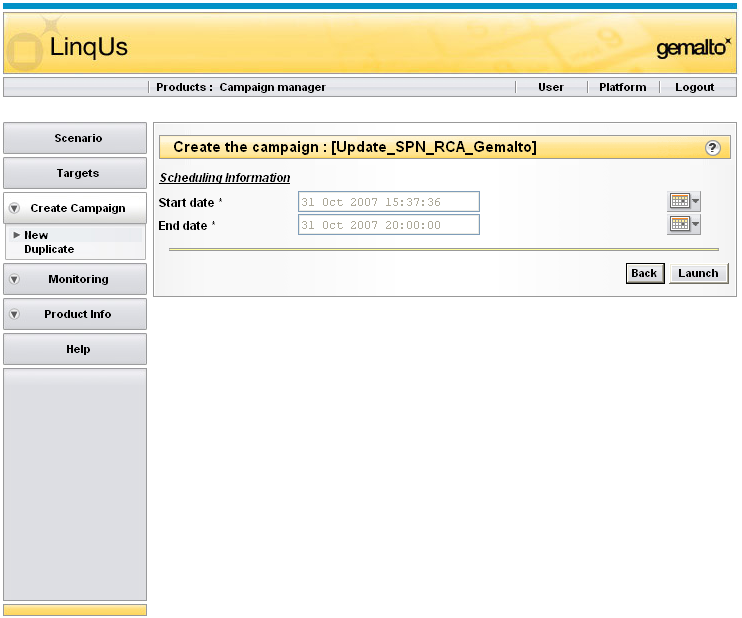 LinqUs
gemalto
Products : Campaign manager
User
Platform
Logout
Scenario
Targets
Create Campaign
New
Duplicate
Monitoring
Product Info
Help
Create the campaign : [Update_SPN_RCA_Gemalto]
?
Scheduling Information
Start date * 31 Oct 2007 15:37:36
End date * 31 Oct 2007 20:00:00
Back
Launch